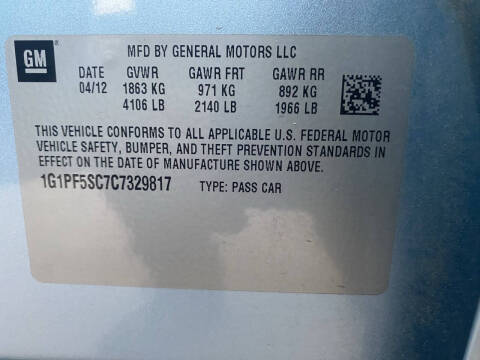 GM
MFD BY GENERAL MOTORS LLC
DATE GVWR GAWR FRT GAWR RR
04/12 1863 KG 971 KG 892 KG
4106 LB 2140 LB 1966 LB
THIS VEHICLE CONFORMS TO ALL APPLICABLE U.S. FEDERAL MOTOR
VEHICLE SAFETY, BUMPER, AND THEFT PREVENTION STANDARDS IN
EFFECT ON THE DATE OF MANUFACTURE SHOWN ABOVE.
1G1PF5SC7C7329817 TYPE: PASS CAR